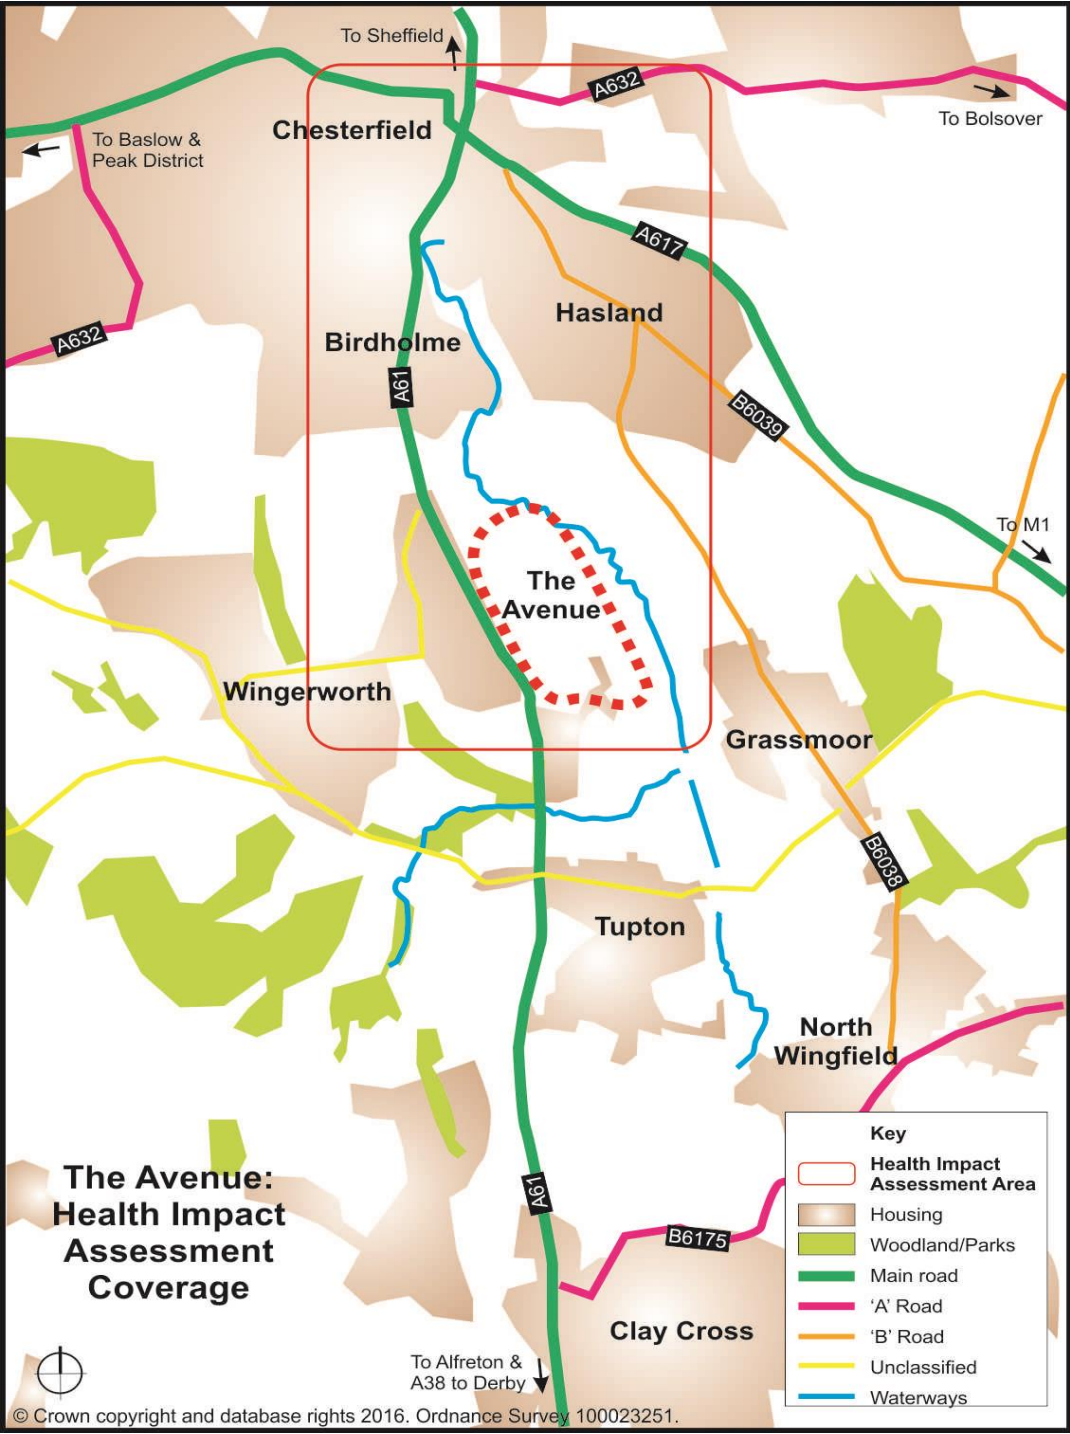 To Sheffield
A632
To Bolsover
Chesterfield
To Baslow &
Peak District
A617
Hasland
A632
Birdholme
A61
B6039
To M1
The
Avenue
Wingerworth
Grassmoor
B6038
Tupton
North
Wingfield
A61
B6175
Clay Cross
The Avenue:
Health Impact
Assessment
Coverage
To Alfreton &
A38 to Derby
Key
Health Impact
Assessment Area
Housing
Woodland/Parks
Main road
‘A’ Road
‘B’ Road
Unclassified
Waterways
© Crown copyright and database rights 2016. Ordnance Survey 100023251.